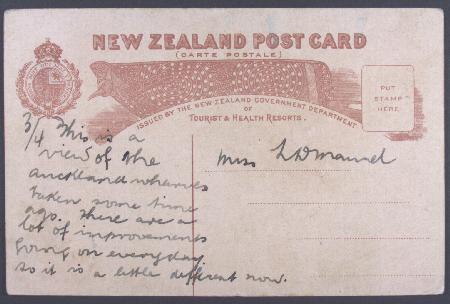 NEW ZEALAND POST CARD
(CARTE POSTALE)
ISSUED BY THE NEW ZEALAND GOVERNMENT DEPARTMENT
OF
TOURIST & HEALTH RESORTS.
PUT
STAMP
HERE
3/4 This is a
view of the
auckland wharves
taken some time
ago. there are a
lot of improvements
going on everyday
so it is a little different now.
Miss